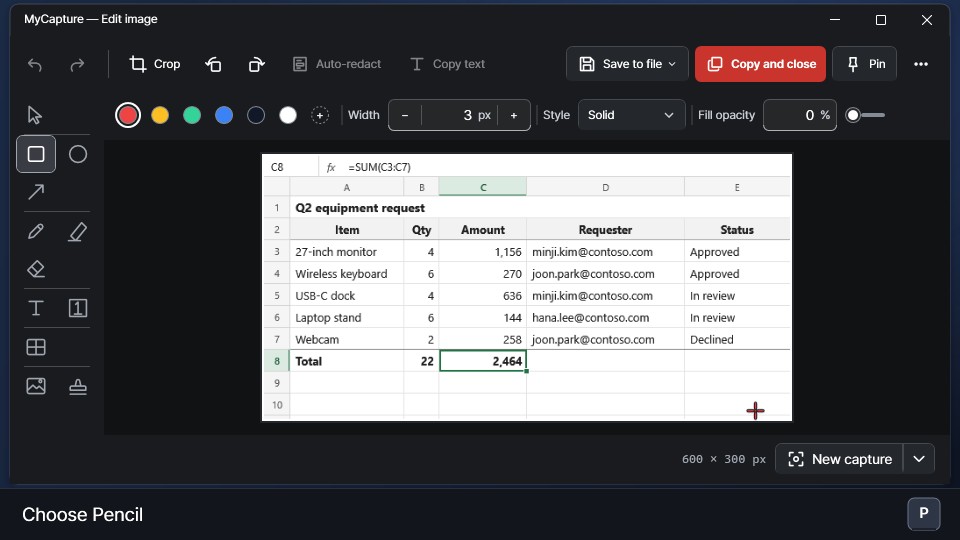 MyCapture — Edit image
Crop
Auto-redact
Copy text
Save to file
Copy and close
Pin
Width
− 3 px +
Style
Solid
Fill opacity
0 %
1
C8 fx =SUM(C3:C7)
A B C D E
1 Q2 equipment request
2 Item Qty Amount Requester Status
3 27-inch monitor 4 1,156 minji.kim@contoso.com Approved
4 Wireless keyboard 6 270 joon.park@contoso.com Approved
5 USB-C dock 4 636 minji.kim@contoso.com In review
6 Laptop stand 6 144 hana.lee@contoso.com In review
7 Webcam 2 258 joon.park@contoso.com Declined
8 Total 22 2,464
9
10
600 × 300 px
New capture
Choose Pencil
P